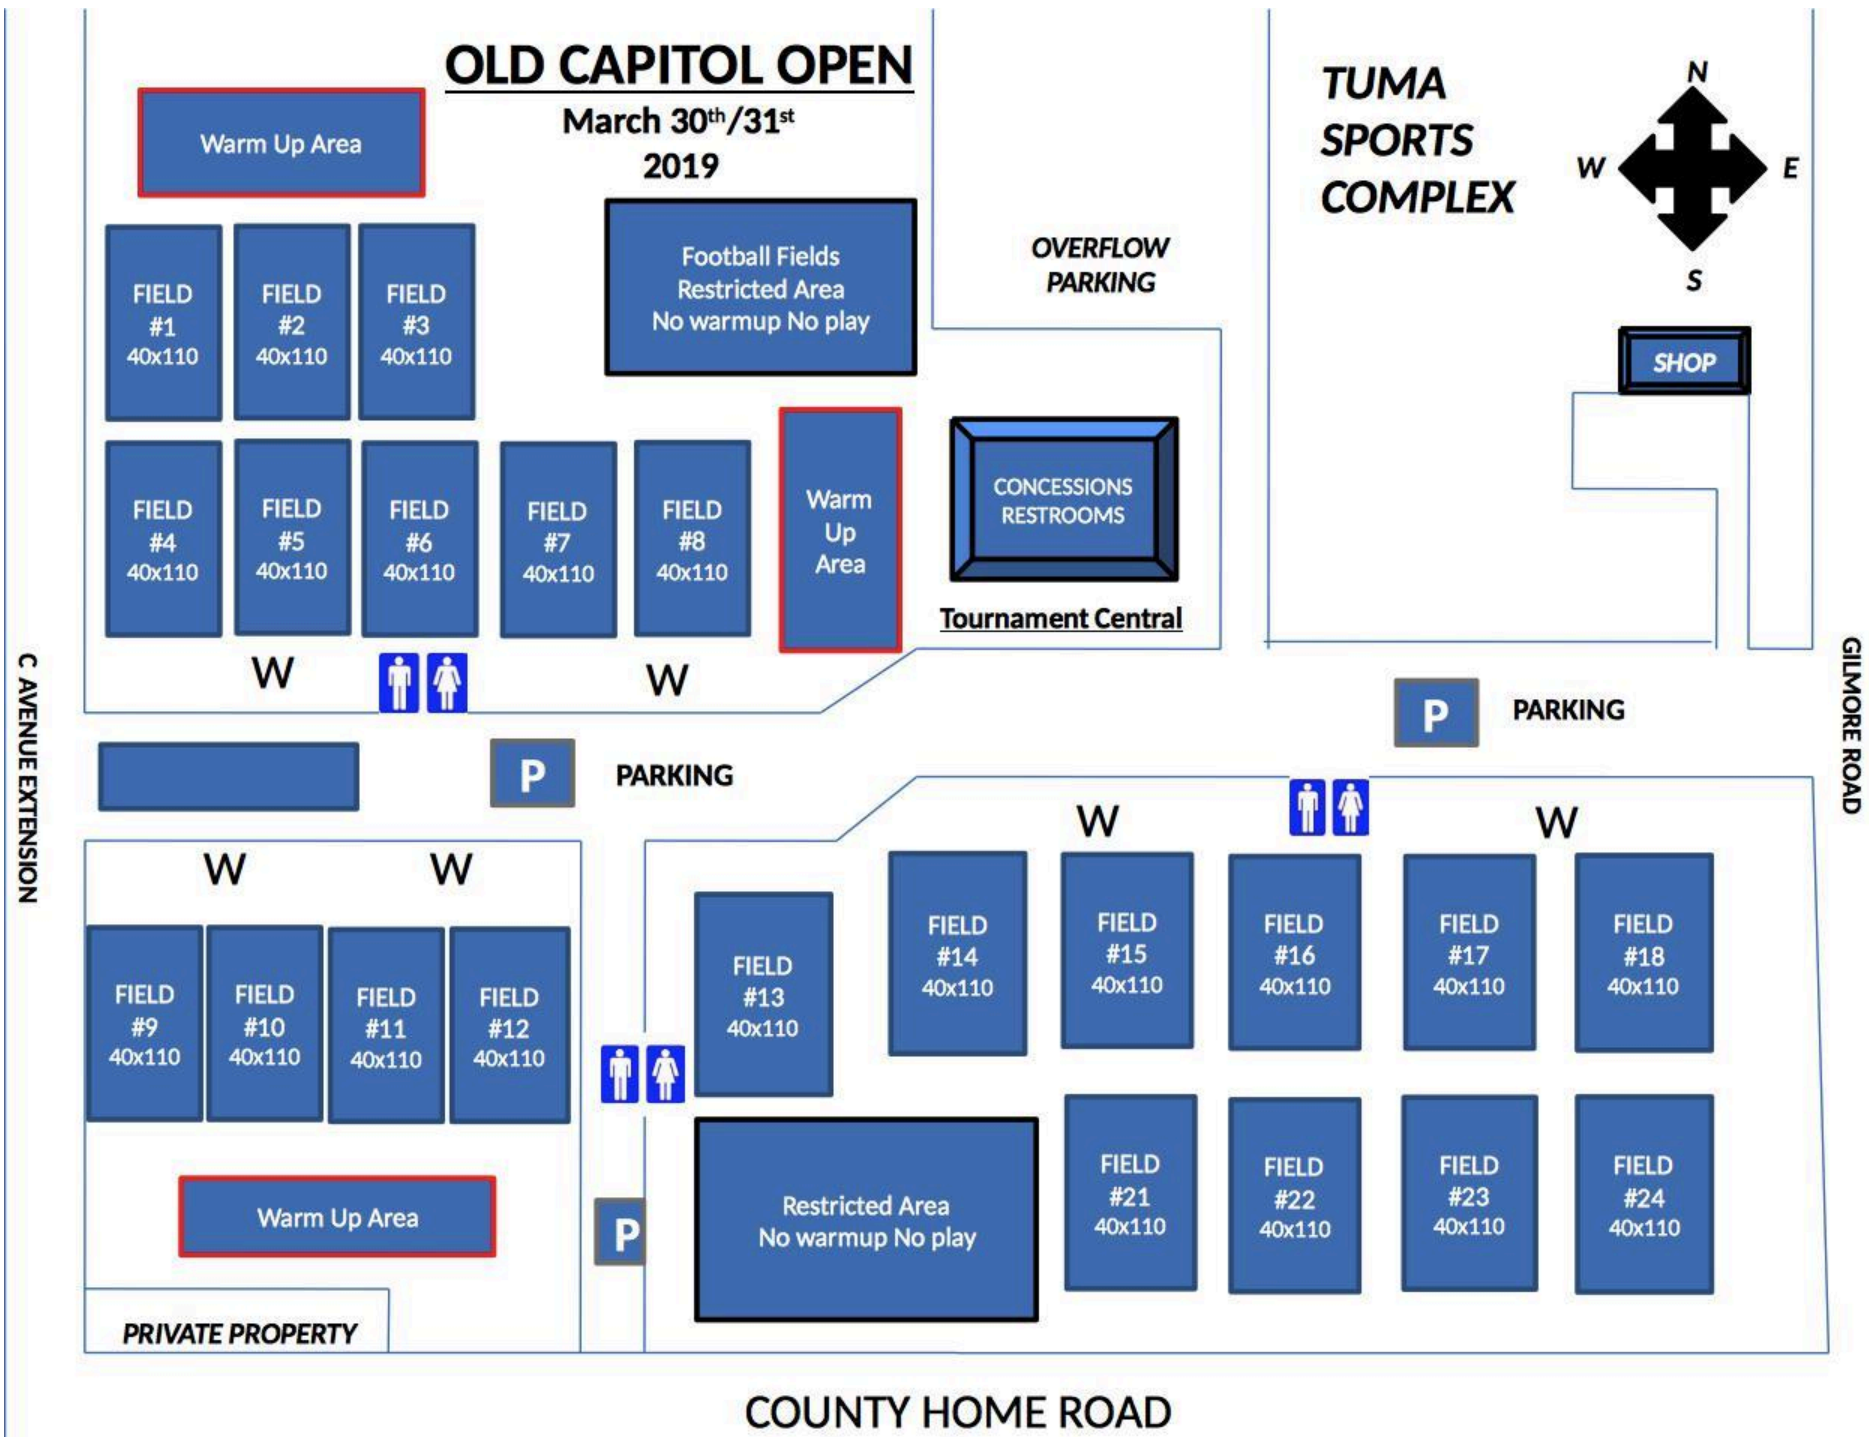 OLD CAPITOL OPEN
March 30th/31st
2019
TUMA
SPORTS
COMPLEX
N
W
E
S
Warm Up Area
Football Fields
Restricted Area
No warmup No play
OVERFLOW
PARKING
SHOP
FIELD
#1
40x110
FIELD
#2
40x110
FIELD
#3
40x110
FIELD
#4
40x110
FIELD
#5
40x110
FIELD
#6
40x110
FIELD
#7
40x110
FIELD
#8
40x110
Warm
Up
Area
CONCESSIONS
RESTROOMS
Tournament Central
W
W
C AVENUE EXTENSION
GILMORE ROAD
P
PARKING
P
PARKING
W
W
W
W
FIELD
#9
40x110
FIELD
#10
40x110
FIELD
#11
40x110
FIELD
#12
40x110
FIELD
#13
40x110
FIELD
#14
40x110
FIELD
#15
40x110
FIELD
#16
40x110
FIELD
#17
40x110
FIELD
#18
40x110
Warm Up Area
P
Restricted Area
No warmup No play
FIELD
#21
40x110
FIELD
#22
40x110
FIELD
#23
40x110
FIELD
#24
40x110
PRIVATE PROPERTY
COUNTY HOME ROAD